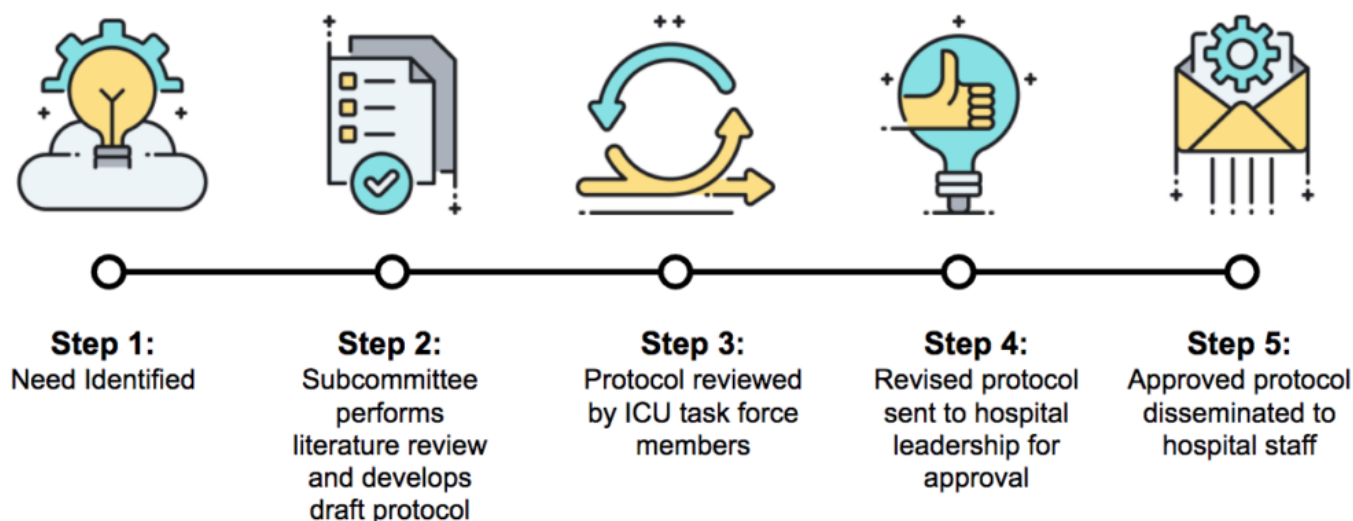 Step 1:
Need Identified
Step 2:
Subcommittee
performs
literature review
and develops
draft protocol
Step 3:
Protocol reviewed
by ICU task force
members
Step 4:
Revised protocol
sent to hospital
leadership for
approval
Step 5:
Approved protocol
disseminated to
hospital staff